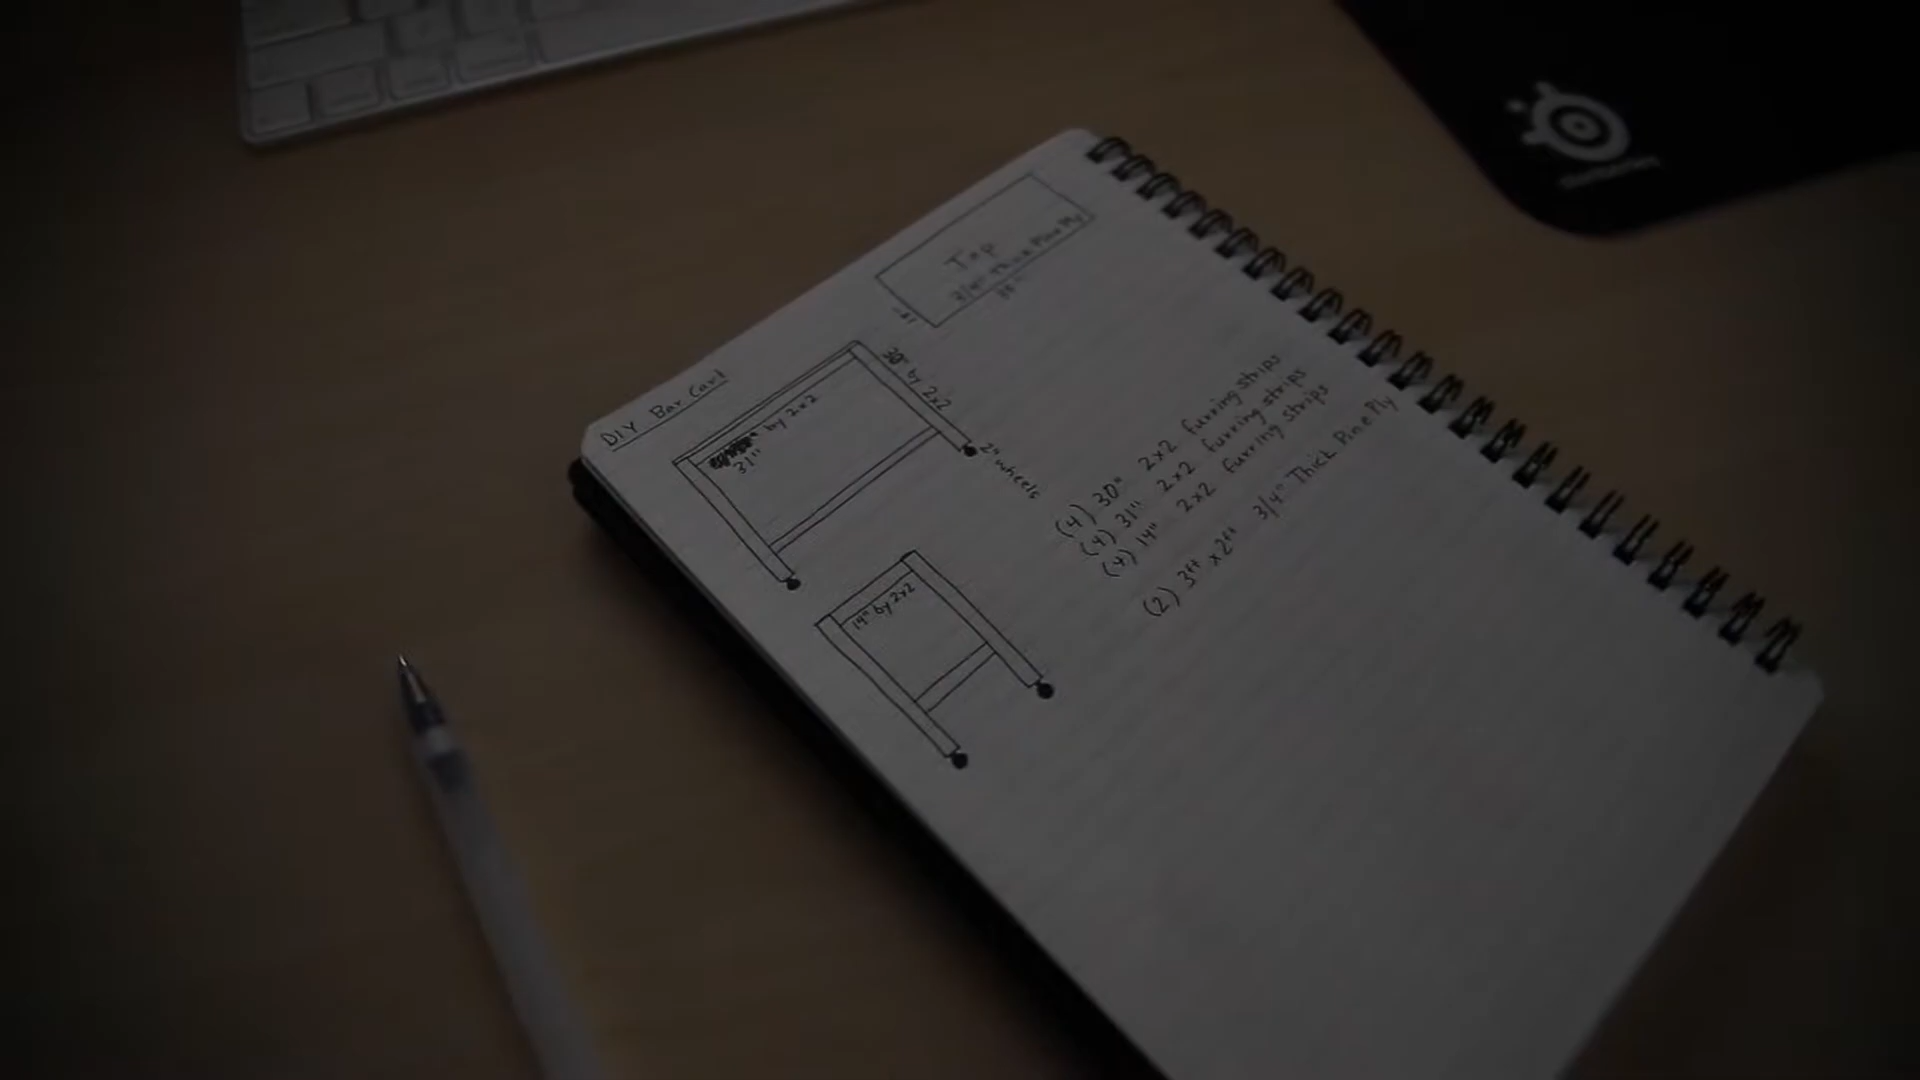 DIY Bar Cart
Top
3/4" Thick Pine Ply
30" by 2x2
by 2x2
31"
2" wheels
14" by 2x2
(4) 30" 2x2 furring strips
(4) 31" 2x2 furring strips
(4) 14" 2x2 furring strips
(2) 3ft x 2ft 3/4" Thick Pine Ply